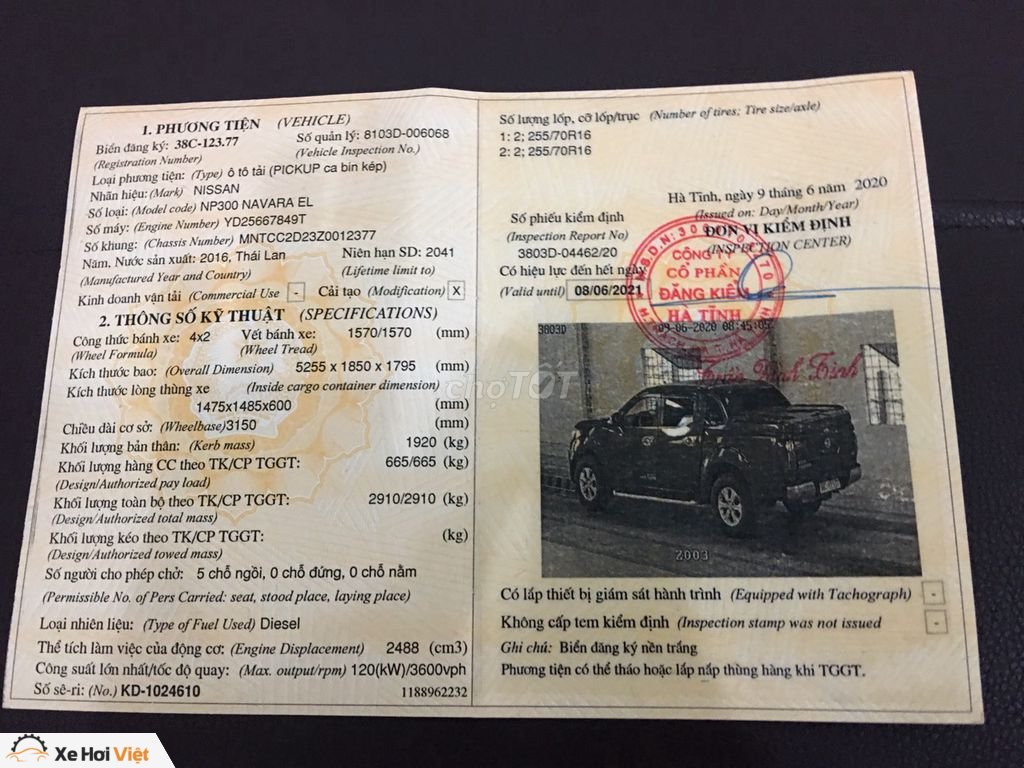 1. PHƯƠNG TIỆN (VEHICLE)
Biển đăng ký: 38C-123.77 Số quản lý: 8103D-006068
(Registration Number) (Vehicle Inspection No.)
Loại phương tiện: (Type) ô tô tải (PICKUP ca bin kép)
Nhãn hiệu: (Mark) NISSAN
Số loại: (Model code) NP300 NAVARA EL
Số máy: (Engine Number) YD25667849T
Số khung: (Chassis Number) MNTCC2D23Z0012377
Năm, Nước sản xuất: 2016, Thái Lan Niên hạn SD: 2041
(Manufactured Year and Country) (Lifetime limit to)
Kinh doanh vận tải (Commercial Use - Cải tạo (Modification) X
2. THÔNG SỐ KỸ THUẬT (SPECIFICATIONS)
Công thức bánh xe: 4x2 Vết bánh xe: 1570/1570 (mm)
(Wheel Formula) (Wheel Tread)
Kích thước bao: (Overall Dimension) 5255 x 1850 x 1795 (mm)
Kích thước lòng thùng xe (Inside cargo container dimension)
1475x1485x600 (mm)
Chiều dài cơ sở: (Wheelbase) 3150 (mm)
Khối lượng bản thân: (Kerb mass) 1920 (kg)
Khối lượng hàng CC theo TK/CP TGGT: 665/665 (kg)
(Design/Authorized pay load)
Khối lượng toàn bộ theo TK/CP TGGT: 2910/2910 (kg)
(Design/Authorized total mass)
Khối lượng kéo theo TK/CP TGGT: (kg)
(Design/Authorized towed mass)
Số người cho phép chở: 5 chỗ ngồi, 0 chỗ đứng, 0 chỗ nằm
(Permissible No. of Pers Carried: seat, stood place, laying place)
Loại nhiên liệu: (Type of Fuel Used) Diesel
Thể tích làm việc của động cơ: (Engine Displacement) 2488 (cm3)
Công suất lớn nhất/tốc độ quay: (Max. output/rpm) 120(kW)/3600vph
Số sê-ri: (No.) KD-1024610 1188962232
Số lượng lốp, cỡ lốp/trục (Number of tires; Tire size/axle)
1: 2; 255/70R16
2: 2; 255/70R16
Hà Tĩnh, ngày 9 tháng 6 năm 2020
(Issued on: Day/Month/Year)
Số phiếu kiểm định ĐƠN VỊ KIỂM ĐỊNH
(Inspection Report No) (INSPECTION CENTER)
3803D-04462/20
Có hiệu lực đến hết ngày
(Valid until) 08/06/2021
CÔNG TY
CỔ PHẦN
ĐĂNG KIỂM
HÀ TĨNH
3803D 09-06-2020 08:45:05
chợTỐT
2003
Có lắp thiết bị giám sát hành trình (Equipped with Tachograph) -
Không cấp tem kiểm định (Inspection stamp was not issued -
Ghi chú: Biển đăng ký nền trắng
Phương tiện có thể tháo hoặc lắp nắp thùng hàng khi TGGT.
Xe Hơi Việt